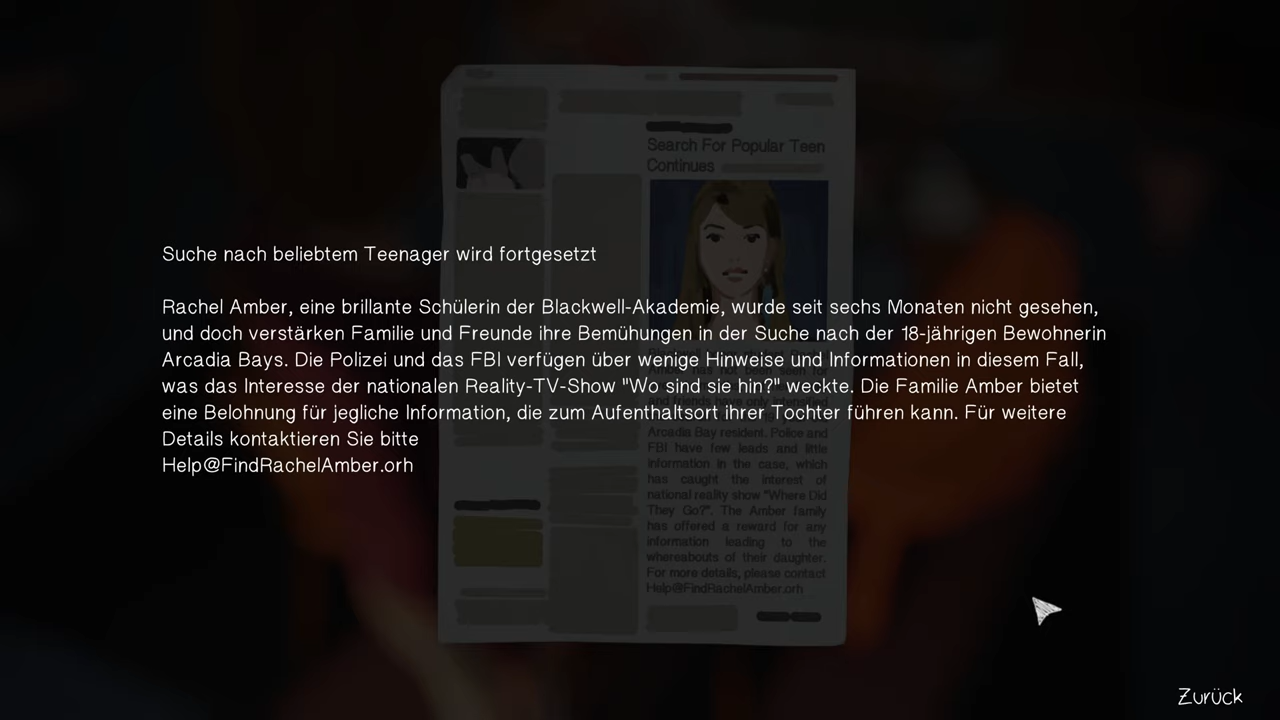 Suche nach beliebtem Teenager wird fortgesetzt
Rachel Amber, eine brillante Schülerin der Blackwell-Akademie, wurde seit sechs Monaten nicht gesehen,
und doch verstärken Familie und Freunde ihre Bemühungen in der Suche nach der 18-jährigen Bewohnerin
Arcadia Bays. Die Polizei und das FBI verfügen über wenige Hinweise und Informationen in diesem Fall,
was das Interesse der nationalen Reality-TV-Show "Wo sind sie hin?" weckte. Die Familie Amber bietet
eine Belohnung für jegliche Information, die zum Aufenthaltsort ihrer Tochter führen kann. Für weitere
Details kontaktieren Sie bitte
Help@FindRachelAmber.orh
Search For Popular Teen
Continues
and friends have only intensified
Arcadia Bay resident. Police and
FBI have few leads and little
information in the case, which
has caught the interest of
national reality show "Where Did
They Go?". The Amber family
has offered a reward for any
information leading to the
whereabouts of their daughter.
For more details, please contact
Help@FindRachelAmber.orh
Zurück